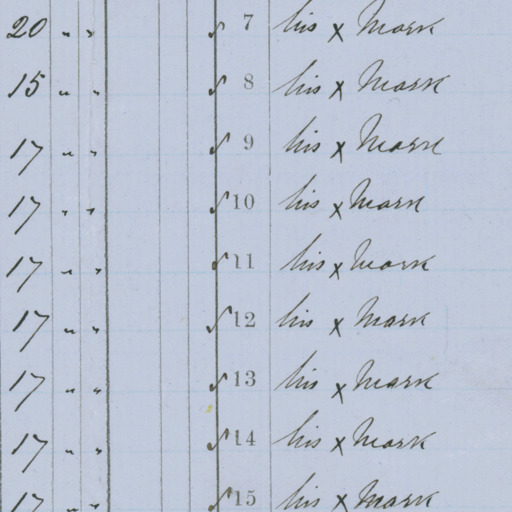 20 " " 7 his x Mark
15 " " 8 his x Mark
17 " " 9 his x Mark
17 " " 10 his x Mark
17 " " 11 his x Mark
17 " " 12 his x Mark
17 " " 13 his x Mark
17 " " 14 his x Mark
17 " " 15 his x Mark